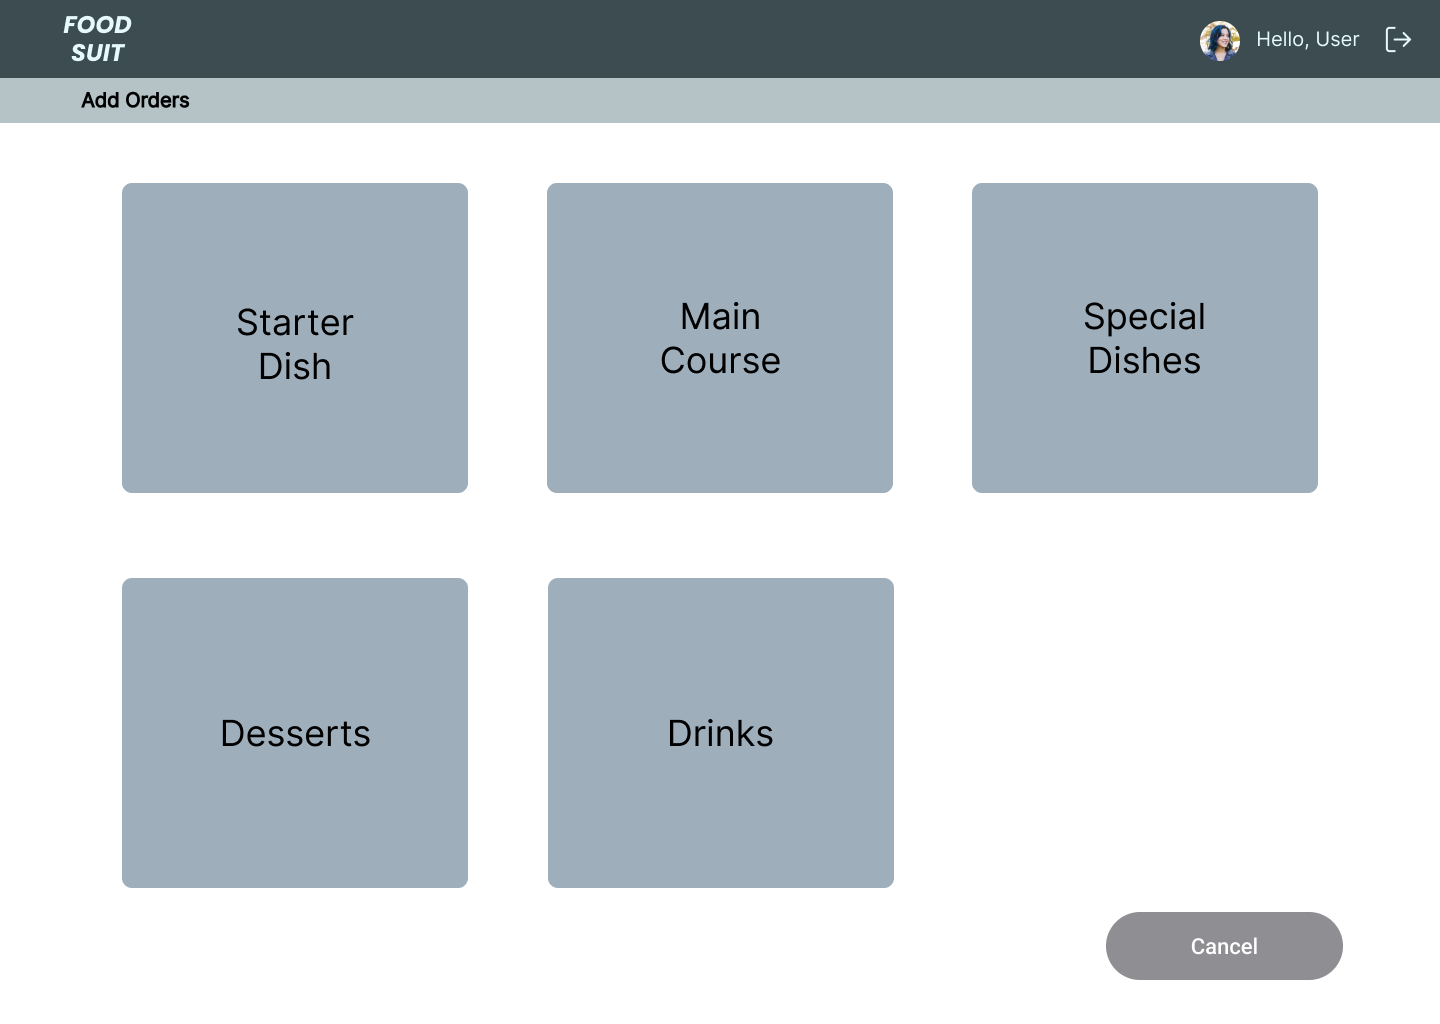 FOOD
SUIT
Hello, User
Add Orders
Starter
Dish
Main
Course
Special
Dishes
Desserts
Drinks
Cancel